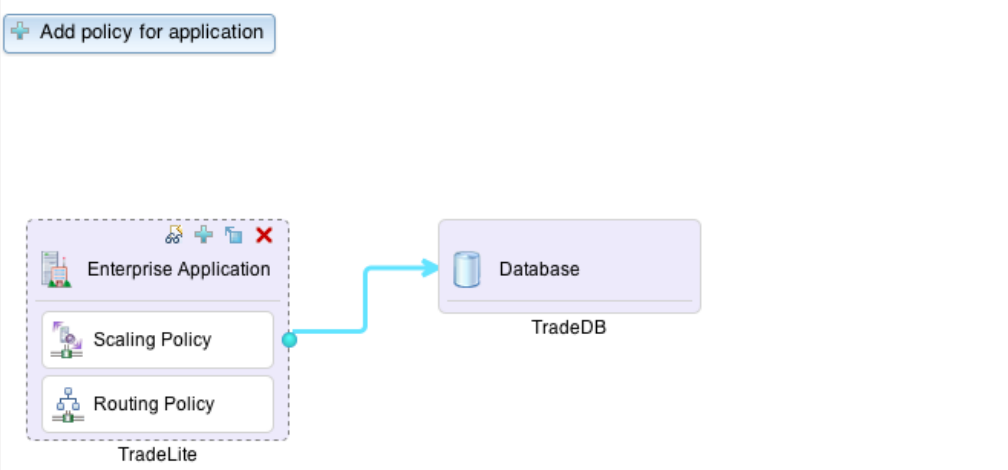 Add policy for application
Enterprise Application
Database
Scaling Policy
TradeDB
Routing Policy
TradeLite